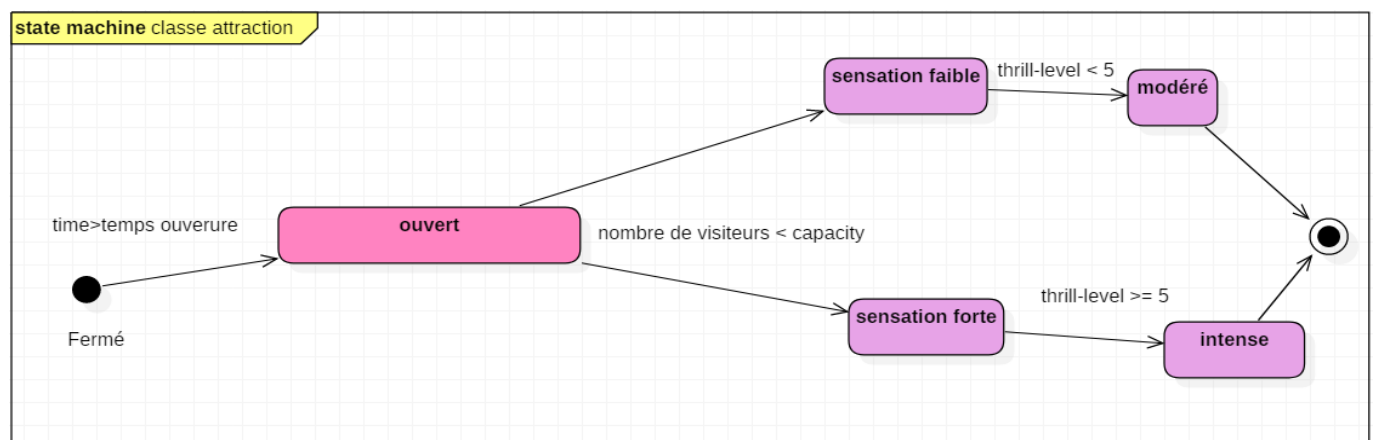 state machine classe attraction
sensation faible
thrill-level < 5
modéré
time>temps ouverure
ouvert
nombre de visiteurs < capacity
Fermé
sensation forte
thrill-level >= 5
intense